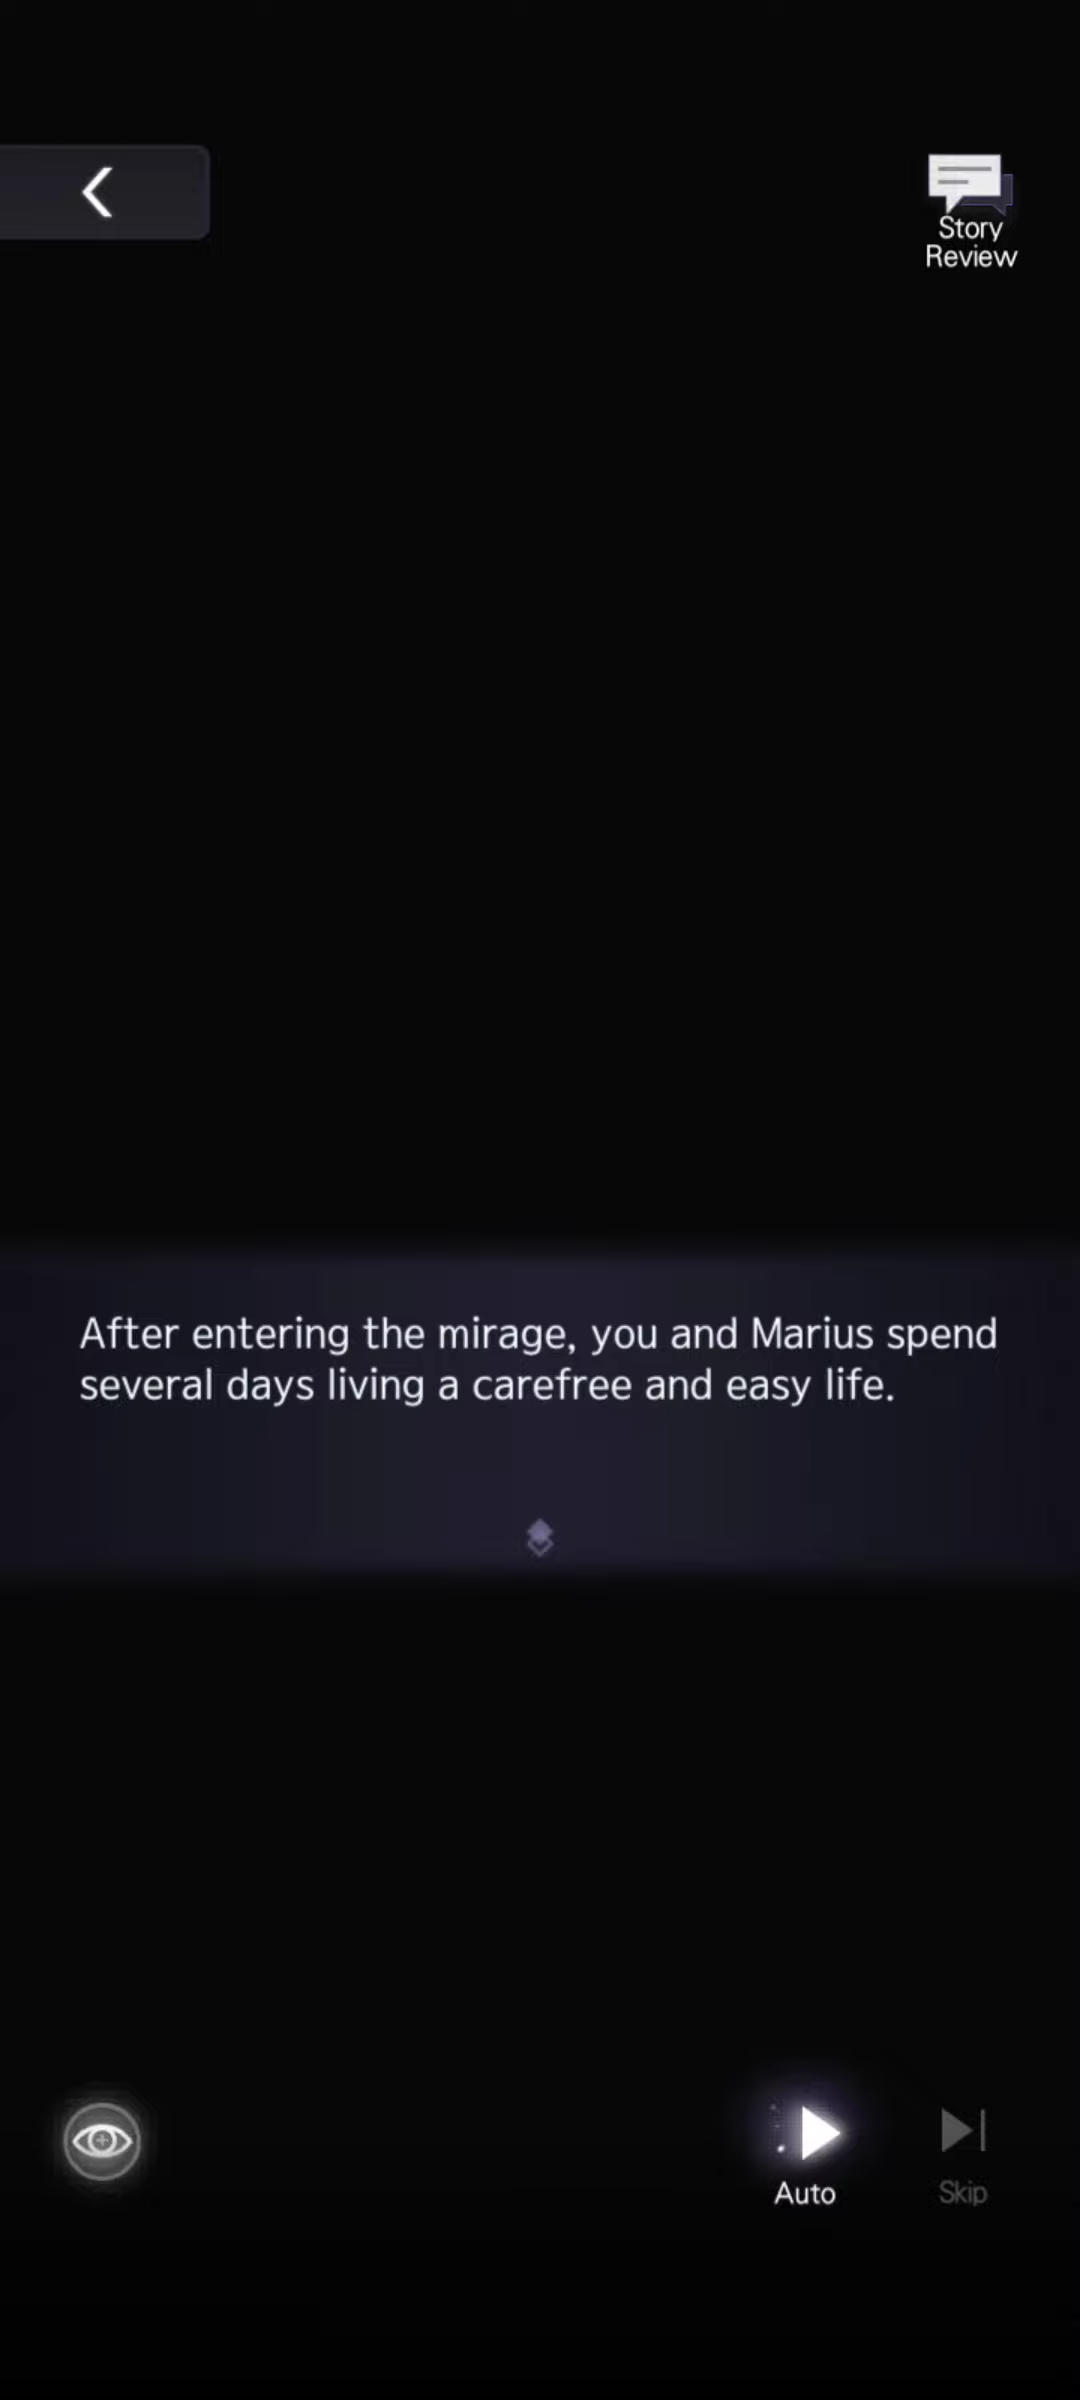 Story
Review
After entering the mirage, you and Marius spend
several days living a carefree and easy life.
Auto
Skip